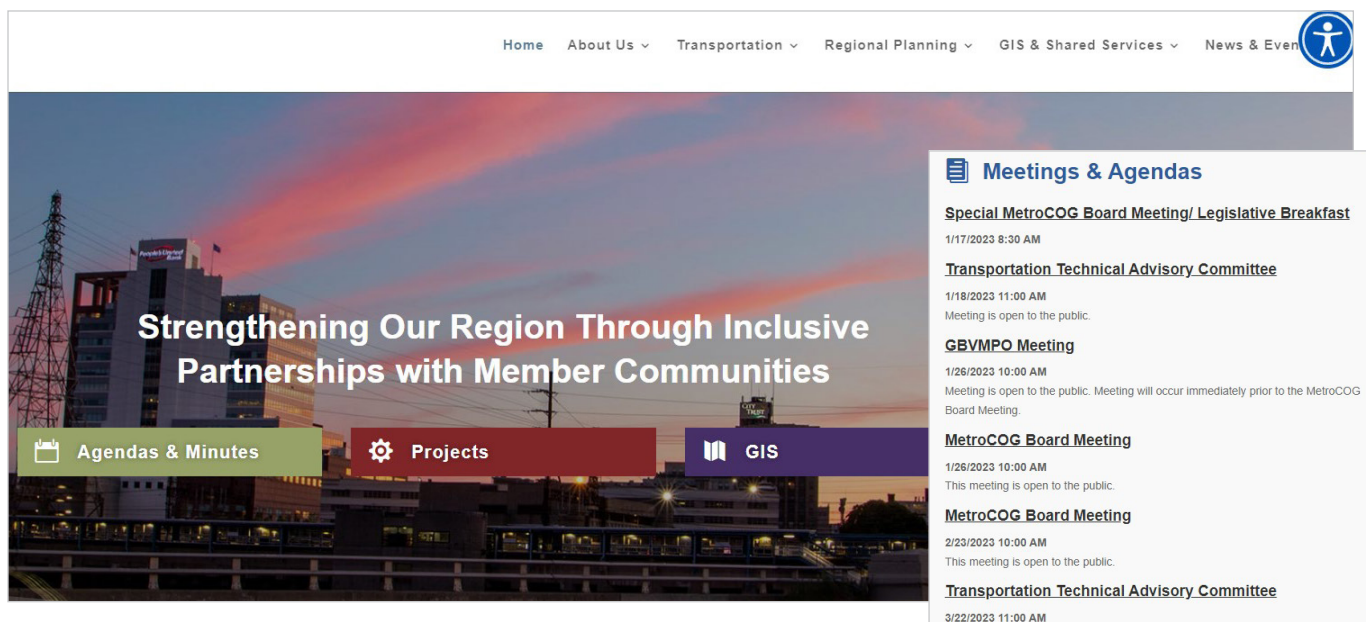 Home About Us Transportation Regional Planning GIS & Shared Services News & Even
People's United
Bank
Strengthening Our Region Through Inclusive
Partnerships with Member Communities
CITY
TRUST
Agendas & Minutes
Projects
GIS
Meetings & Agendas
Special MetroCOG Board Meeting/ Legislative Breakfast
1/17/2023 8:30 AM
Transportation Technical Advisory Committee
1/18/2023 11:00 AM
Meeting is open to the public.
GBVMPO Meeting
1/26/2023 10:00 AM
Meeting is open to the public. Meeting will occur immediately prior to the MetroCOG
Board Meeting.
MetroCOG Board Meeting
1/26/2023 10:00 AM
This meeting is open to the public.
MetroCOG Board Meeting
2/23/2023 10:00 AM
This meeting is open to the public.
Transportation Technical Advisory Committee
3/22/2023 11:00 AM